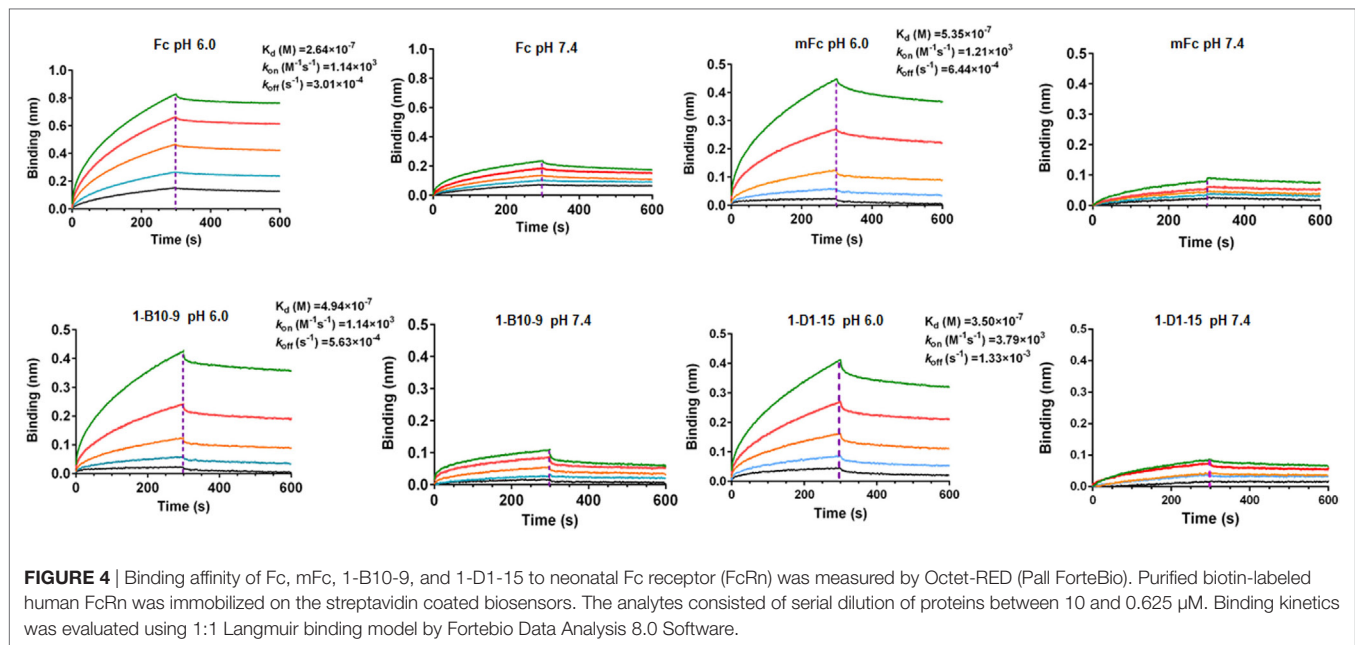 Fc pH 6.0
K_d (M) =2.64×10⁻⁷
k_on (M⁻¹s⁻¹) =1.14×10³
k_off (s⁻¹) =3.01×10⁻⁴
Binding (nm)
1.0
0.8
0.6
0.4
0.2
0.0
0 200 400 600
Time (s)
Fc pH 7.4
Binding (nm)
1.0
0.8
0.6
0.4
0.2
0.0
0 200 400 600
Time (s)
mFc pH 6.0
K_d (M) =5.35×10⁻⁷
k_on (M⁻¹s⁻¹) =1.21×10³
k_off (s⁻¹) =6.44×10⁻⁴
Binding (nm)
0.5
0.4
0.3
0.2
0.1
0.0
0 200 400 600
Time (s)
mFc pH 7.4
Binding (nm)
0.5
0.4
0.3
0.2
0.1
0.0
0 200 400 600
Time (s)
1-B10-9 pH 6.0
K_d (M) =4.94×10⁻⁷
k_on (M⁻¹s⁻¹) =1.14×10³
k_off (s⁻¹) =5.63×10⁻⁴
Binding (nm)
0.5
0.4
0.3
0.2
0.1
0.0
0 200 400 600
Time (s)
1-B10-9 pH 7.4
Binding (nm)
0.5
0.4
0.3
0.2
0.1
0.0
0 200 400 600
Time (s)
1-D1-15 pH 6.0
K_d (M) =3.50×10⁻⁷
k_on (M⁻¹s⁻¹) =3.79×10³
k_off (s⁻¹) =1.33×10⁻³
Binding (nm)
0.5
0.4
0.3
0.2
0.1
0.0
0 200 400 600
Time (s)
1-D1-15 pH 7.4
Binding (nm)
0.5
0.4
0.3
0.2
0.1
0.0
0 200 400 600
Time (s)
FIGURE 4 | Binding affinity of Fc, mFc, 1-B10-9, and 1-D1-15 to neonatal Fc receptor (FcRn) was measured by Octet-RED (Pall ForteBio). Purified biotin-labeled
human FcRn was immobilized on the streptavidin coated biosensors. The analytes consisted of serial dilution of proteins between 10 and 0.625 µM. Binding kinetics
was evaluated using 1:1 Langmuir binding model by Fortebio Data Analysis 8.0 Software.